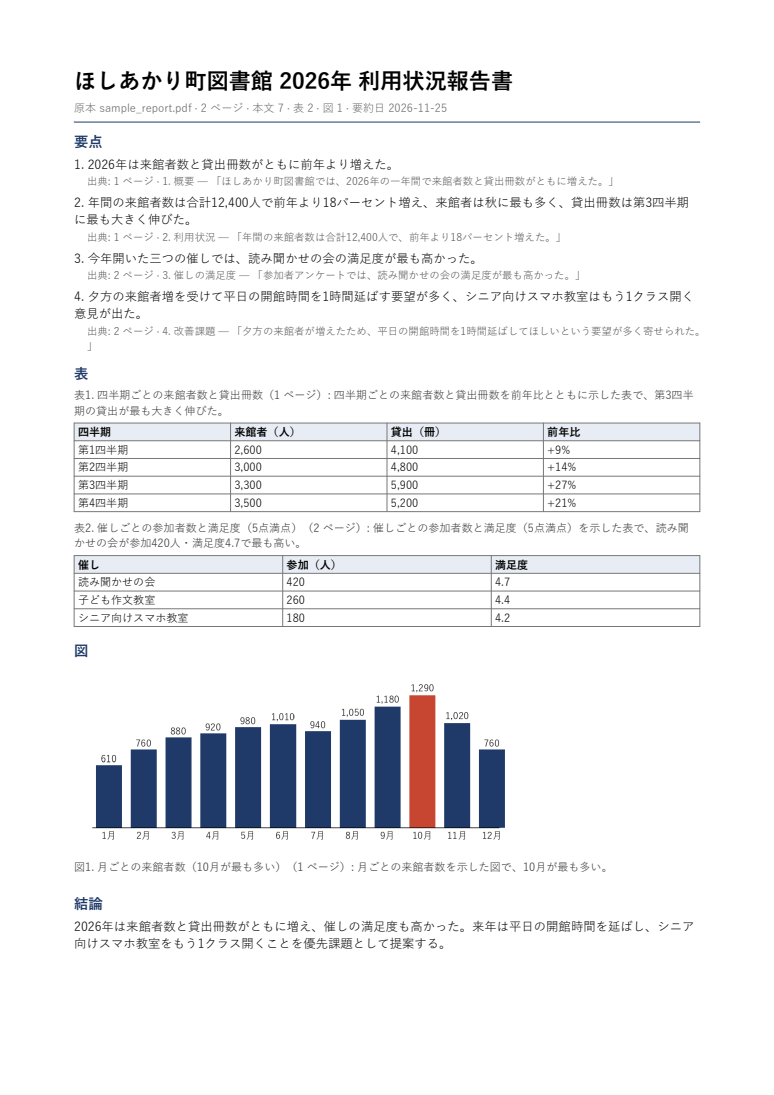 ほしあかり町図書館 2026年 利用状況報告書
原本 sample_report.pdf · 2 ページ · 本文 7 · 表 2 · 図 1 · 要約日 2026-11-25
要点
1. 2026年は来館者数と貸出冊数がともに前年より増えた。
出典: 1 ページ · 1. 概要 — 「ほしあかり町図書館では、2026年の一年間で来館者数と貸出冊数がともに増えた。」
2. 年間の来館者数は合計12,400人で前年より18パーセント増え、来館者は秋に最も多く、貸出冊数は第3四半期
に最も大きく伸びた。
出典: 1 ページ · 2. 利用状況 — 「年間の来館者数は合計12,400人で、前年より18パーセント増えた。」
3. 今年開いた三つの催しでは、読み聞かせの会の満足度が最も高かった。
出典: 2 ページ · 3. 催しの満足度 — 「参加者アンケートでは、読み聞かせの会の満足度が最も高かった。」
4. 夕方の来館者増を受けて平日の開館時間を1時間延ばす要望が多く、シニア向けスマホ教室はもう1クラス開く
意見が出た。
出典: 2 ページ · 4. 改善課題 — 「夕方の来館者が増えたため、平日の開館時間を1時間延ばしてほしいという要望が多く寄せられた。
」
表
表1. 四半期ごとの来館者数と貸出冊数（1 ページ）: 四半期ごとの来館者数と貸出冊数を前年比とともに示した表で、第3四半
期の貸出が最も大きく伸びた。
四半期 来館者（人） 貸出（冊） 前年比
第1四半期 2,600 4,100 +9%
第2四半期 3,000 4,800 +14%
第3四半期 3,300 5,900 +27%
第4四半期 3,500 5,200 +21%
表2. 催しごとの参加者数と満足度（5点満点）（2 ページ）: 催しごとの参加者数と満足度（5点満点）を示した表で、読み聞
かせの会が参加420人・満足度4.7で最も高い。
催し 参加（人） 満足度
読み聞かせの会 420 4.7
子ども作文教室 260 4.4
シニア向けスマホ教室 180 4.2
図
610 760 880 920 980 1,010 940 1,050 1,180 1,290 1,020 760
1月 2月 3月 4月 5月 6月 7月 8月 9月 10月 11月 12月
図1. 月ごとの来館者数（10月が最も多い）（1 ページ）: 月ごとの来館者数を示した図で、10月が最も多い。
結論
2026年は来館者数と貸出冊数がともに増え、催しの満足度も高かった。来年は平日の開館時間を延ばし、シニア
向けスマホ教室をもう1クラス開くことを優先課題として提案する。